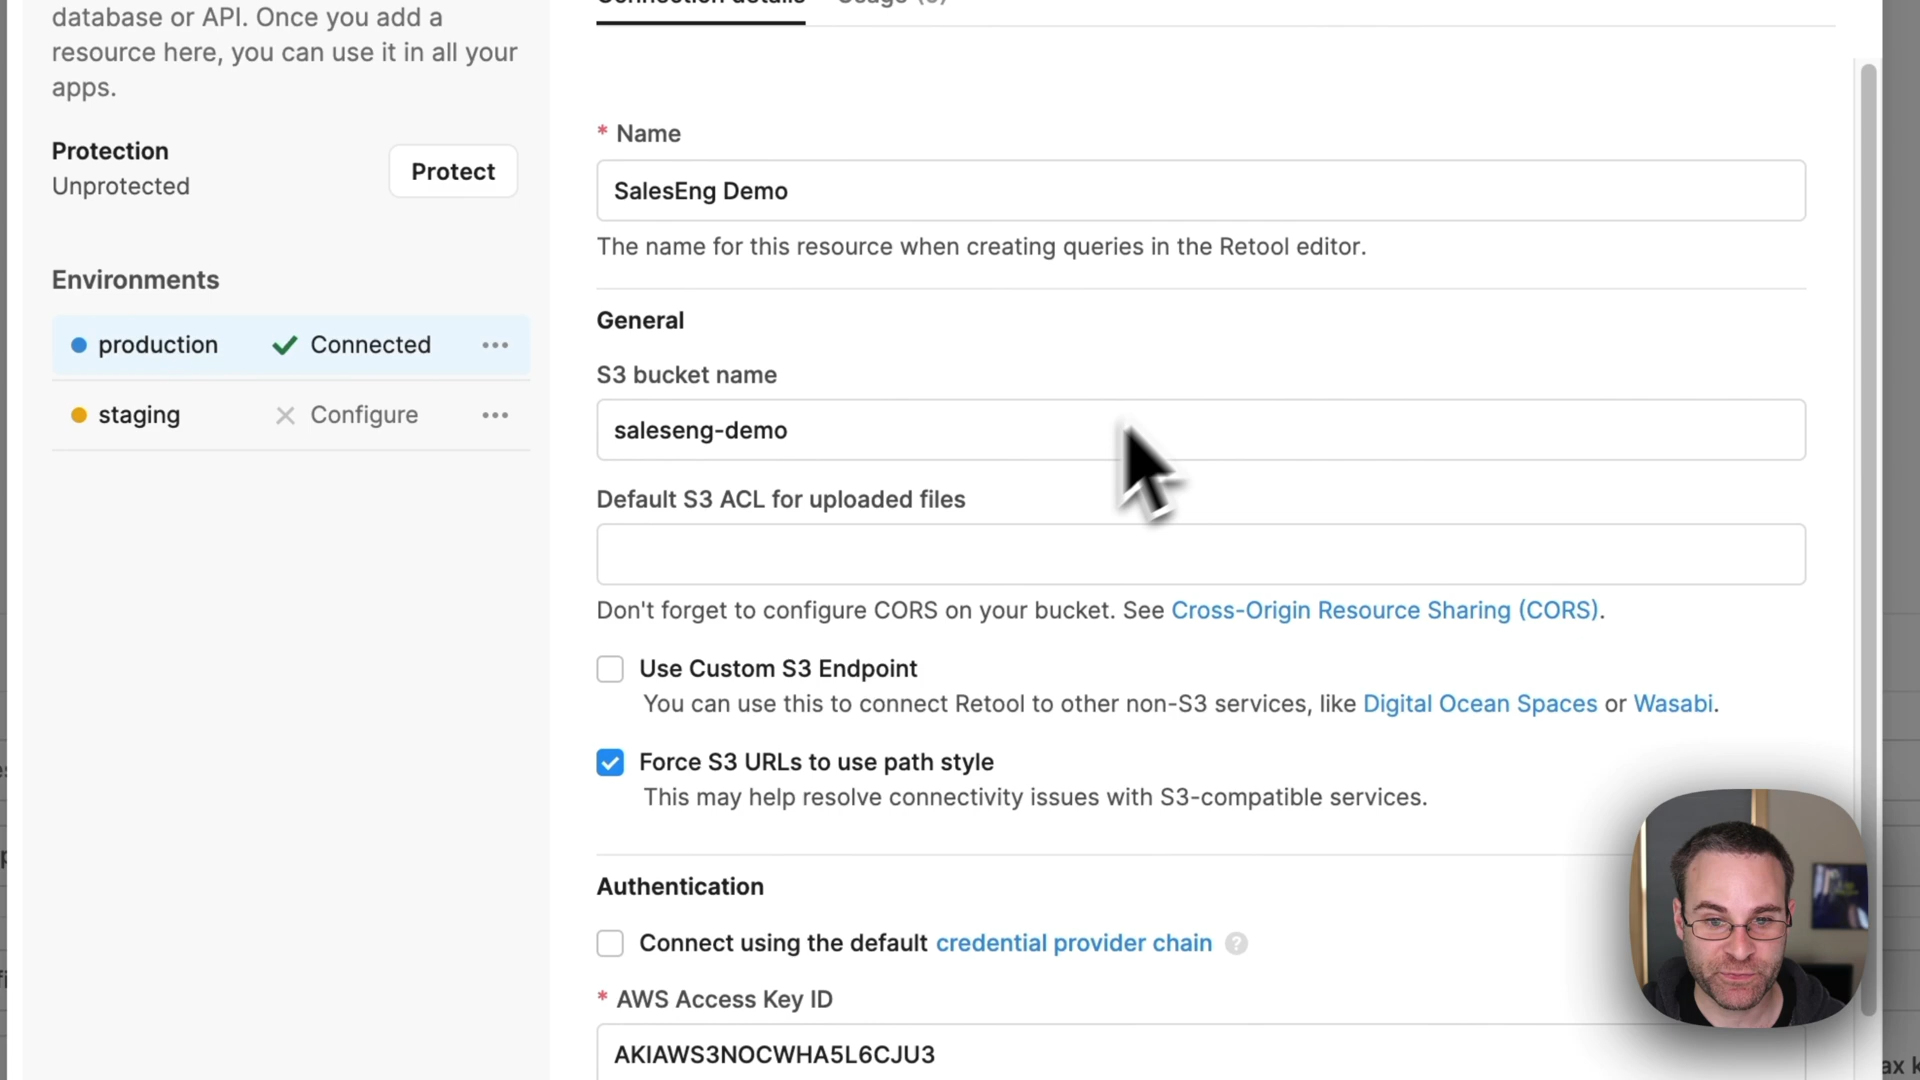 database or API. Once you add a
resource here, you can use it in all your
apps.
Protection
Unprotected
Protect
Environments
production
Connected
staging
Configure
Connection details
Usage
* Name
SalesEng Demo
The name for this resource when creating queries in the Retool editor.
General
S3 bucket name
saleseng-demo
Default S3 ACL for uploaded files
Don't forget to configure CORS on your bucket. See Cross-Origin Resource Sharing (CORS).
Use Custom S3 Endpoint
You can use this to connect Retool to other non-S3 services, like Digital Ocean Spaces or Wasabi.
Force S3 URLs to use path style
This may help resolve connectivity issues with S3-compatible services.
Authentication
Connect using the default credential provider chain ?
* AWS Access Key ID
AKIAWS3NOCWHA5L6CJU3